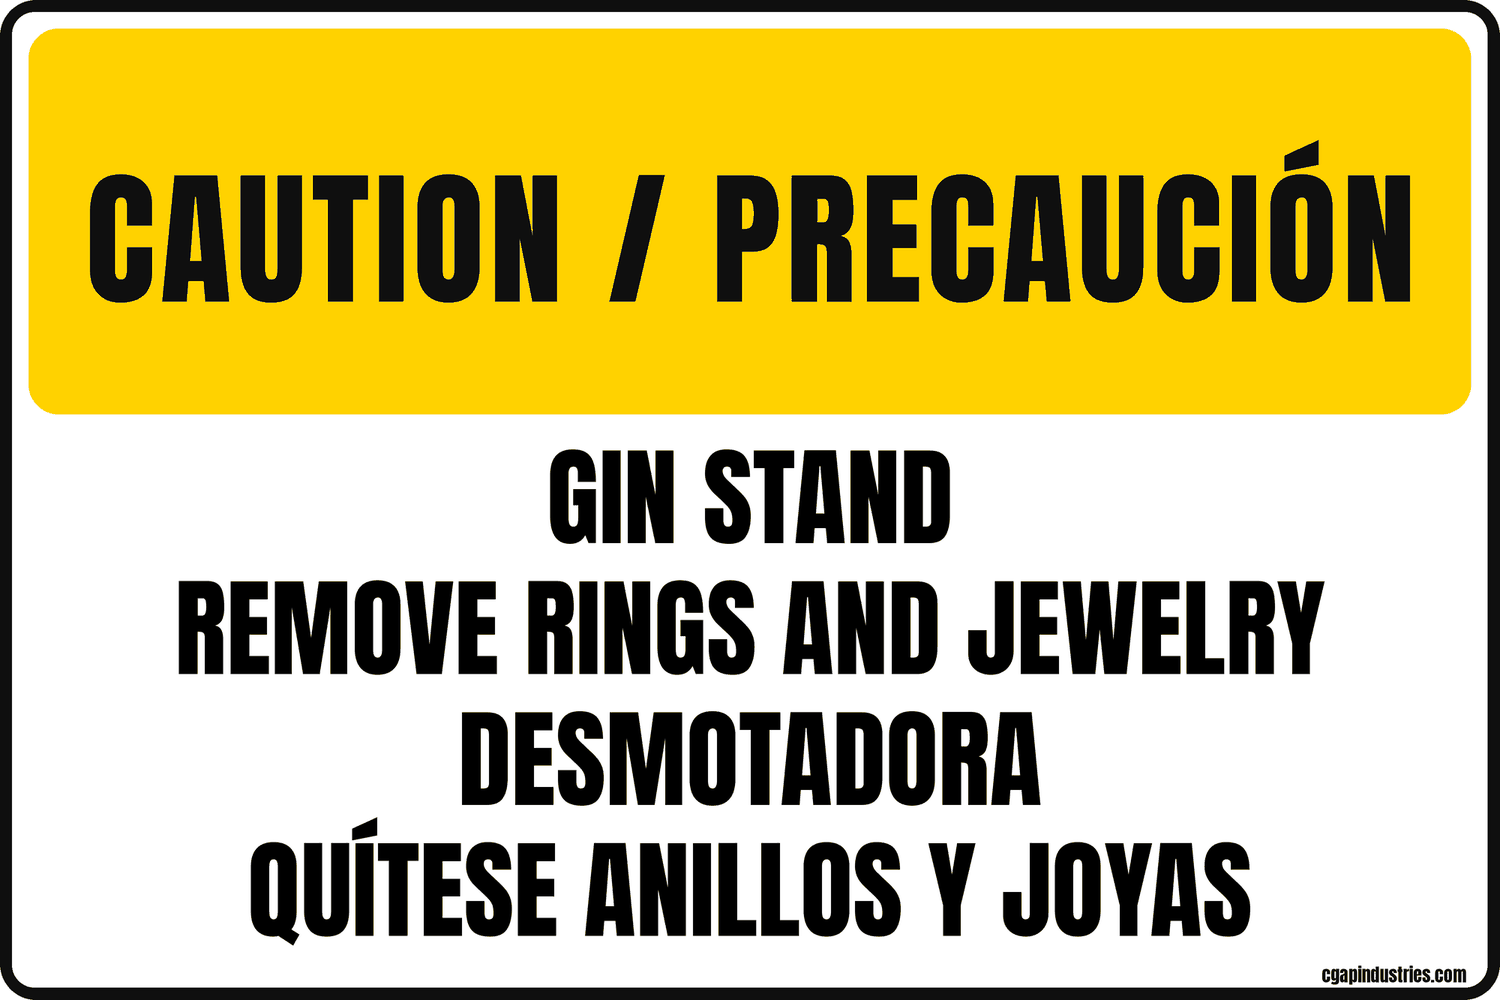 CAUTION / PRECAUCIÓN
GIN STAND
REMOVE RINGS AND JEWELRY
DESMOTADORA
QUÍTESE ANILLOS Y JOYAS
cgapindustries.com